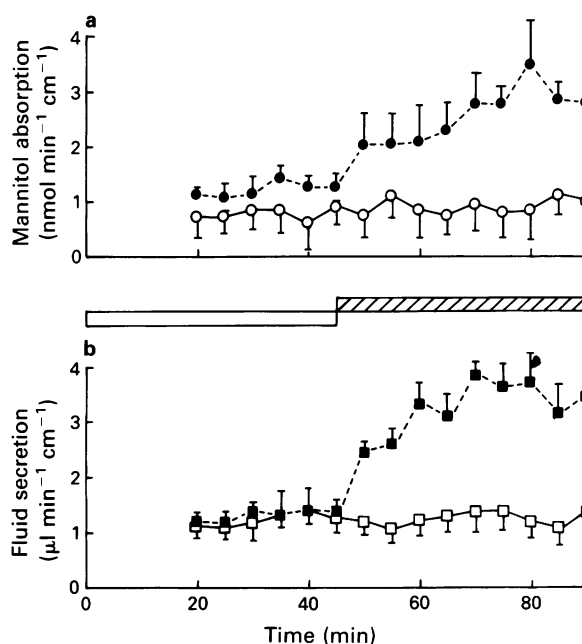 a
Mannitol absorption
(nmol min⁻¹ cm⁻¹)
4
3
2
1
0
b
Fluid secretion
(µl min⁻¹ cm⁻¹)
4
3
2
1
0
0
20
40
60
80
Time (min)